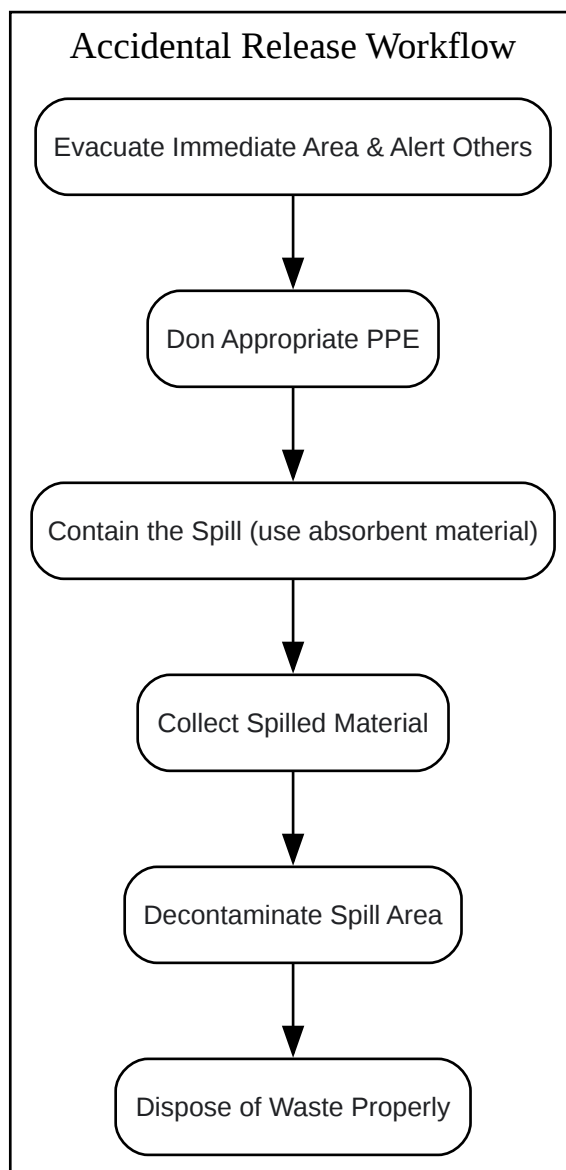 Accidental Release Workflow
Evacuate Immediate Area & Alert Others
Don Appropriate PPE
Contain the Spill (use absorbent material)
Collect Spilled Material
Decontaminate Spill Area
Dispose of Waste Properly